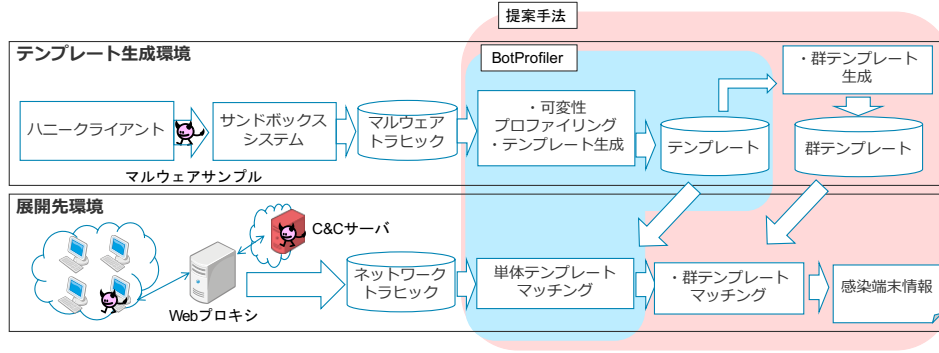 提案手法
テンプレート生成環境
BotProfiler
・群テンプレート
生成
ハニークライアント
サンドボックス
システム
マルウェア
トラヒック
・可変性
プロファイリング
・テンプレート生成
テンプレート
群テンプレート
マルウェアサンプル
展開先環境
C&Cサーバ
Webプロキシ
ネットワーク
トラヒック
単体テンプレート
マッチング
・群テンプレート
マッチング
感染端末情報